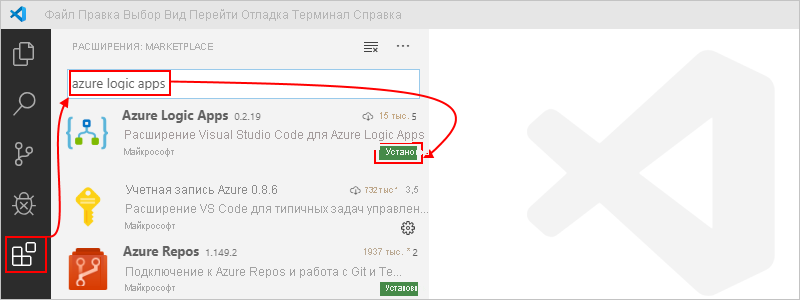 Файл Правка Выбор Вид Перейти Отладка Терминал Справка
РАСШИРЕНИЯ: MARKETPLACE
azure logic apps
Azure Logic Apps 0.2.19 15 тыс. 5
Расширение Visual Studio Code для Azure Logic Apps
Майкрософт Установи
Учетная запись Azure 0.8.6 732тыс* 3,5
Расширение VS Code для типичных задач управлен...
Майкрософт
Azure Repos 1.149.2 1937 тыс. * 2
Подключение к Azure Repos и работа с Git и Te...
Майкрософт Установи